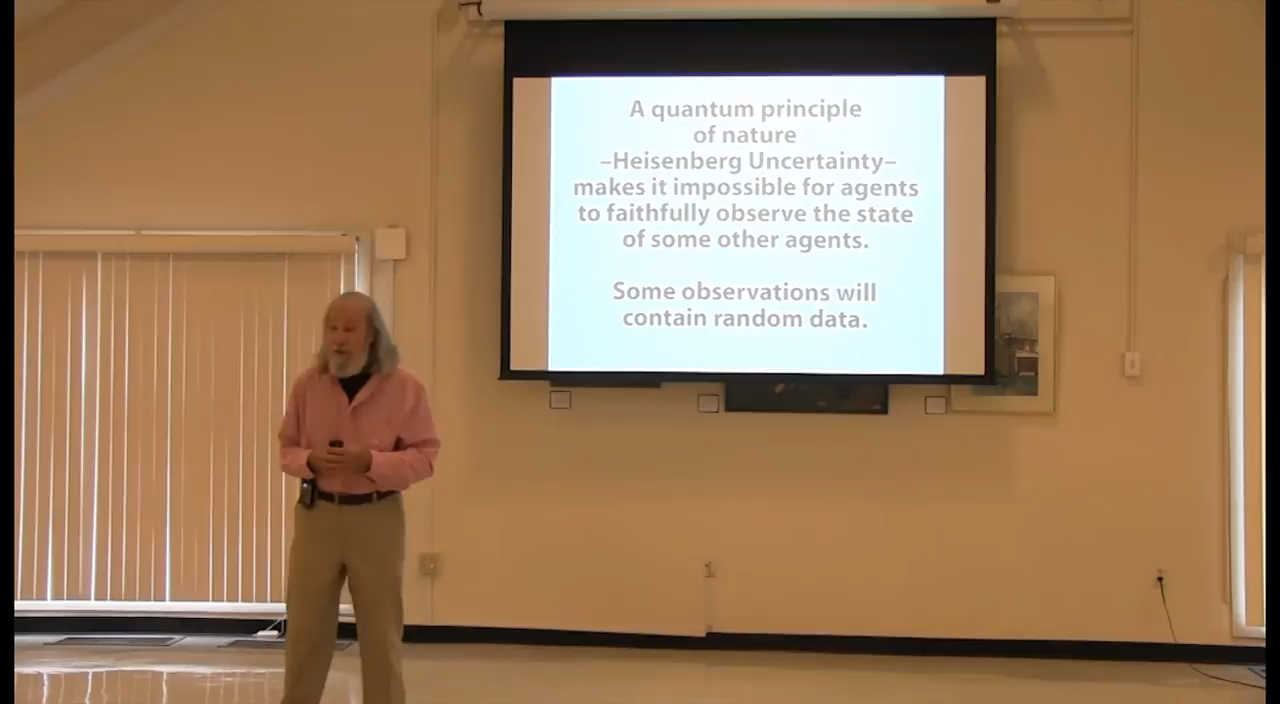 A quantum principle
of nature
–Heisenberg Uncertainty–
makes it impossible for agents
to faithfully observe the state
of some other agents.
Some observations will
contain random data.